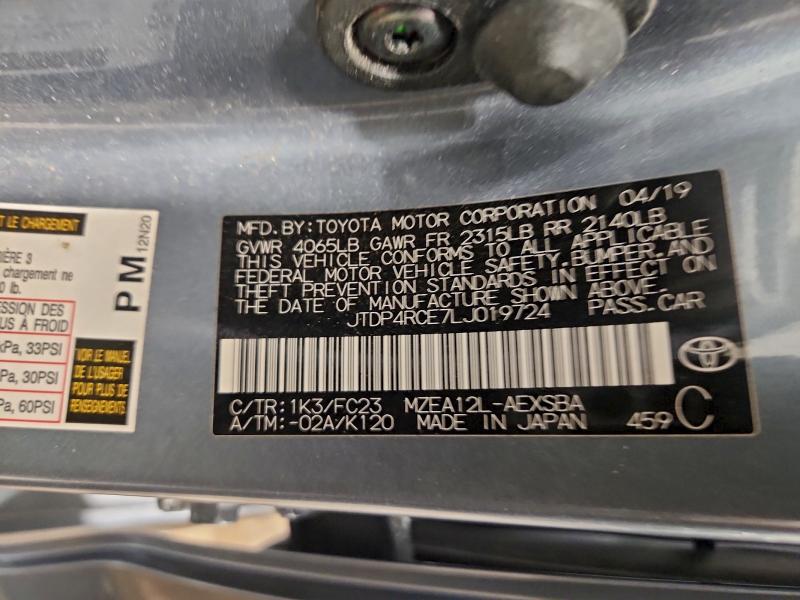 T LE CHARGEMENT
IÈRE 3
chargement ne
0 lb.
ESSION DES
US À FROID
kPa, 33PSI
Pa, 30PSI
a, 60PSI
VOIR LE MANUEL
DE L'USAGER
POUR PLUS DE
RENSEIGNEMENTS
PM
12N20
MFD.BY:TOYOTA MOTOR CORPORATION 04/19
GVWR 4065LB GAWR FR 2315LB RR 2140LB
THIS VEHICLE CONFORMS TO ALL APPLICABLE
FEDERAL MOTOR VEHICLE SAFETY,BUMPER,AND
THEFT PREVENTION STANDARDS IN EFFECT ON
THE DATE OF MANUFACTURE SHOWN ABOVE.
JTDP4RCE7LJ019724 PASS.CAR
C/TR:1K3/FC23 MZEA12L-AEXSBA
A/TM:-02A/K120 MADE IN JAPAN 459 C